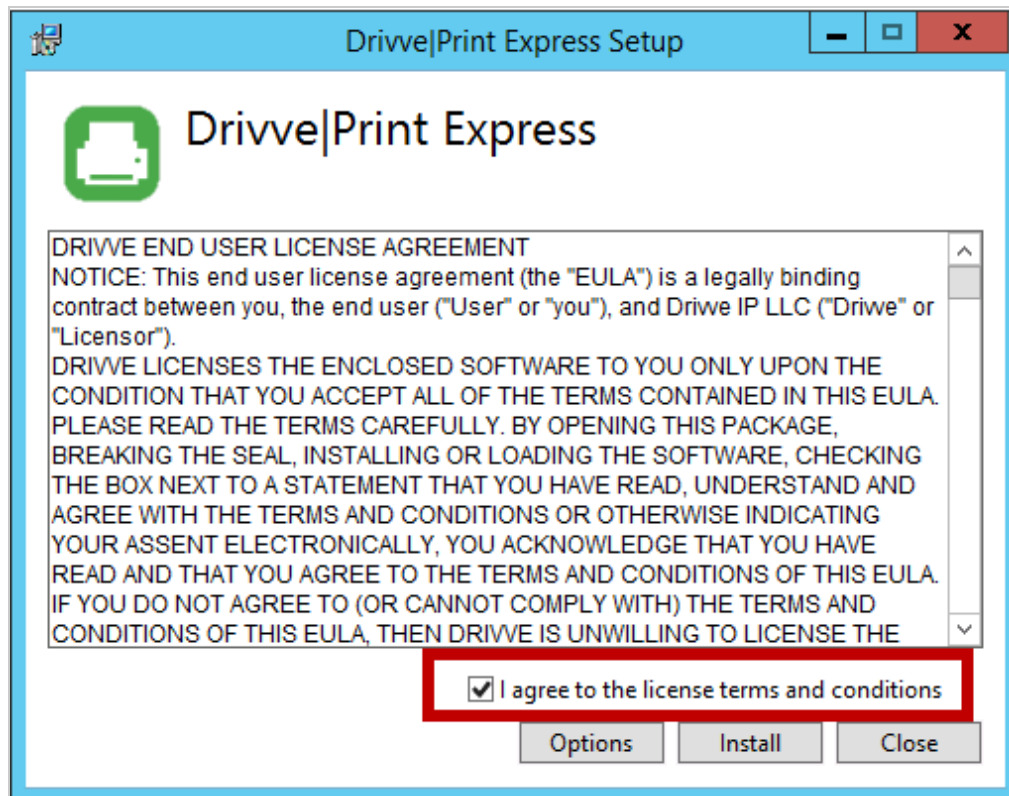 Drivve|Print Express Setup
Drivve|Print Express
DRIVVE END USER LICENSE AGREEMENT
NOTICE: This end user license agreement (the "EULA") is a legally binding
contract between you, the end user ("User" or "you"), and Drivve IP LLC ("Drivve" or
"Licensor").
DRIVVE LICENSES THE ENCLOSED SOFTWARE TO YOU ONLY UPON THE
CONDITION THAT YOU ACCEPT ALL OF THE TERMS CONTAINED IN THIS EULA.
PLEASE READ THE TERMS CAREFULLY. BY OPENING THIS PACKAGE,
BREAKING THE SEAL, INSTALLING OR LOADING THE SOFTWARE, CHECKING
THE BOX NEXT TO A STATEMENT THAT YOU HAVE READ, UNDERSTAND AND
AGREE WITH THE TERMS AND CONDITIONS OR OTHERWISE INDICATING
YOUR ASSENT ELECTRONICALLY, YOU ACKNOWLEDGE THAT YOU HAVE
READ AND THAT YOU AGREE TO THE TERMS AND CONDITIONS OF THIS EULA.
IF YOU DO NOT AGREE TO (OR CANNOT COMPLY WITH) THE TERMS AND
CONDITIONS OF THIS EULA, THEN DRIVVE IS UNWILLING TO LICENSE THE
I agree to the license terms and conditions
Options Install Close